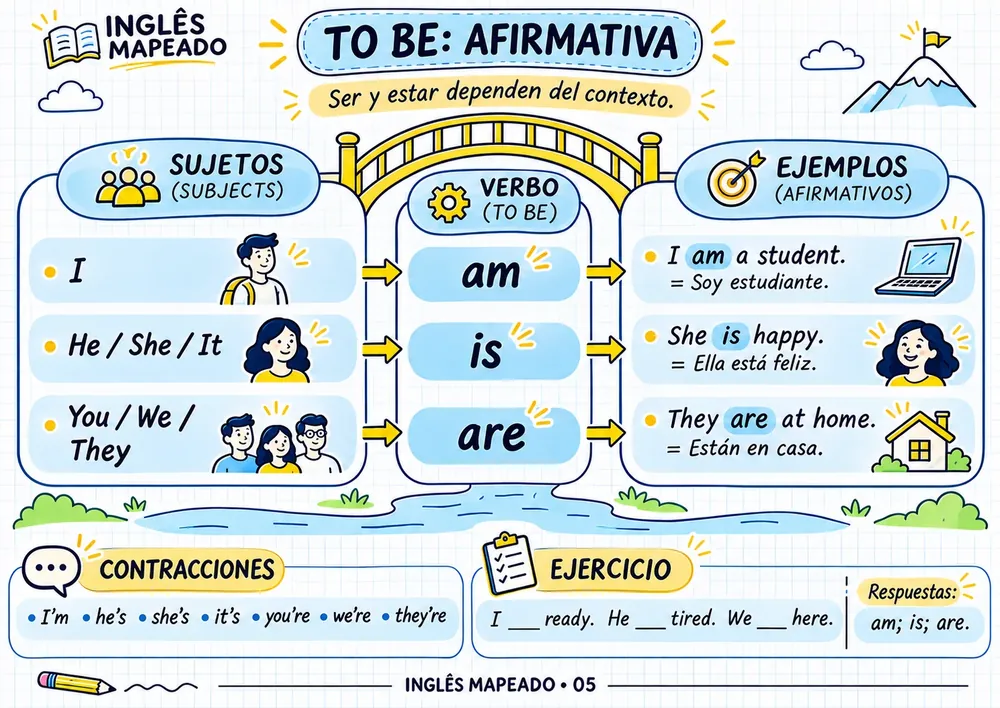 INGLÊS
MAPEADO
TO BE: AFIRMATIVA
Ser y estar dependen del contexto.
SUJETOS
(SUBJECTS)
• I
• He / She / It
• You / We /
They
VERBO
(TO BE)
am
is
are
EJEMPLOS
(AFIRMATIVOS)
• I am a student.
= Soy estudiante.
• She is happy.
= Ella está feliz.
• They are at home.
= Están en casa.
CONTRACCIONES
• I'm • he's • she's • it's • you're • we're • they're
EJERCICIO
I ___ ready. He ___ tired. We ___ here.
Respuestas:
am; is; are.
INGLÊS MAPEADO • 05